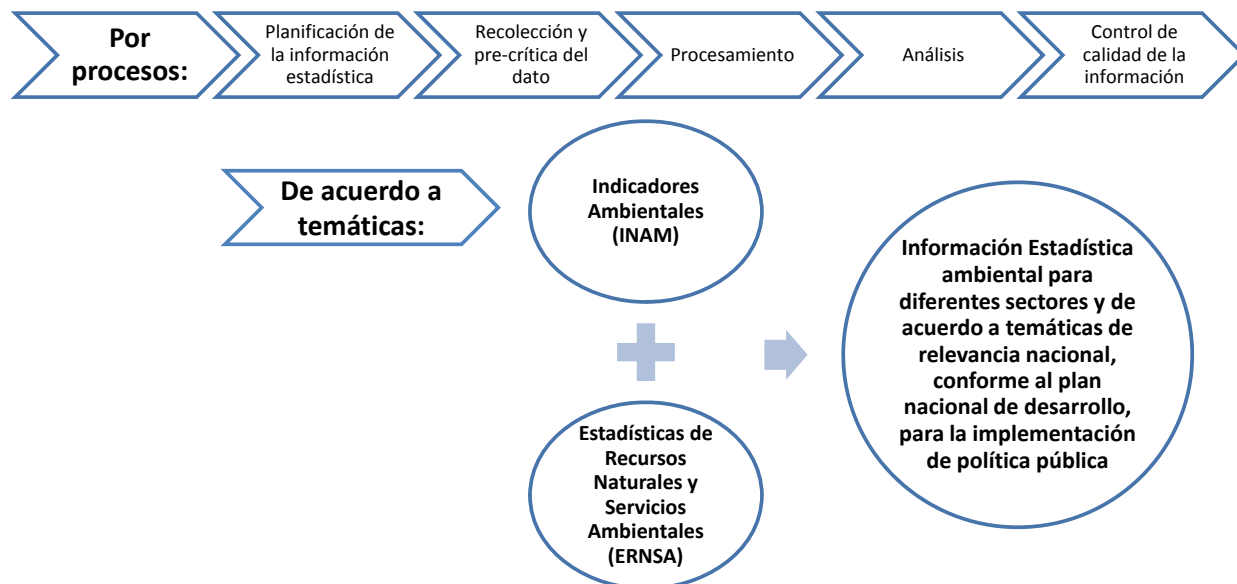 Por
procesos:
Planificación de
la información
estadística
Recolección y
pre-crítica del
dato
Procesamiento
Análisis
Control de
calidad de la
información
De acuerdo a
temáticas:
Indicadores
Ambientales
(INAM)
Estadísticas de
Recursos
Naturales y
Servicios
Ambientales
(ERNSA)
Información Estadística
ambiental para
diferentes sectores y de
acuerdo a temáticas de
relevancia nacional,
conforme al plan
nacional de desarrollo,
para la implementación
de política pública